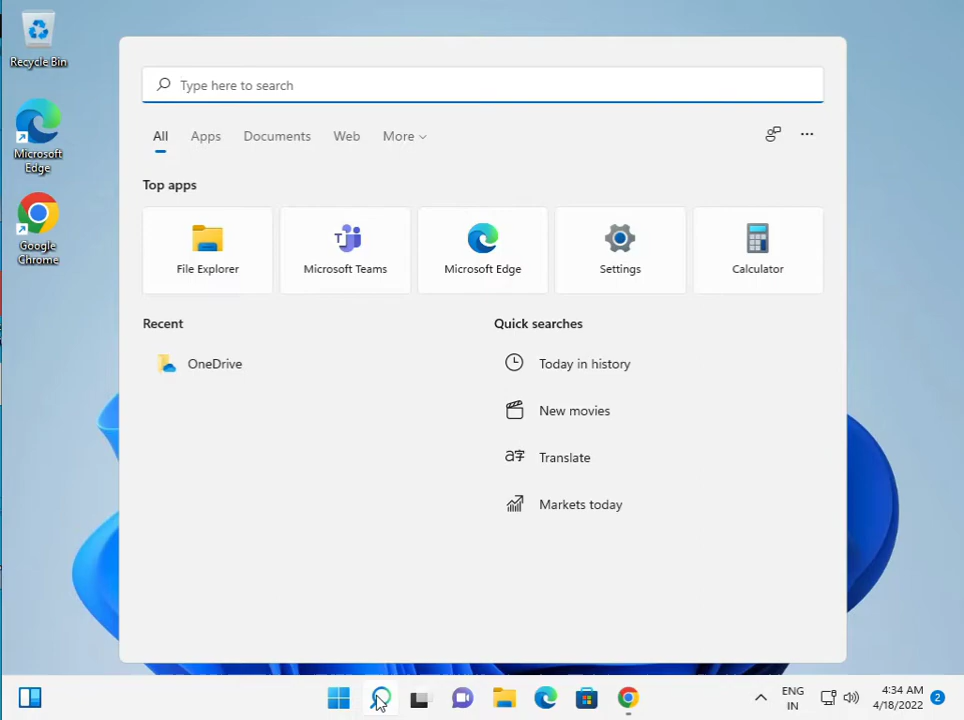 Recycle Bin
Microsoft Edge
Google Chrome
Type here to search
All Apps Documents Web More
Top apps
File Explorer Microsoft Teams Microsoft Edge Settings Calculator
Recent Quick searches
OneDrive Today in history
New movies
Translate
Markets today
ENG
IN
4:34 AM
4/18/2022
2